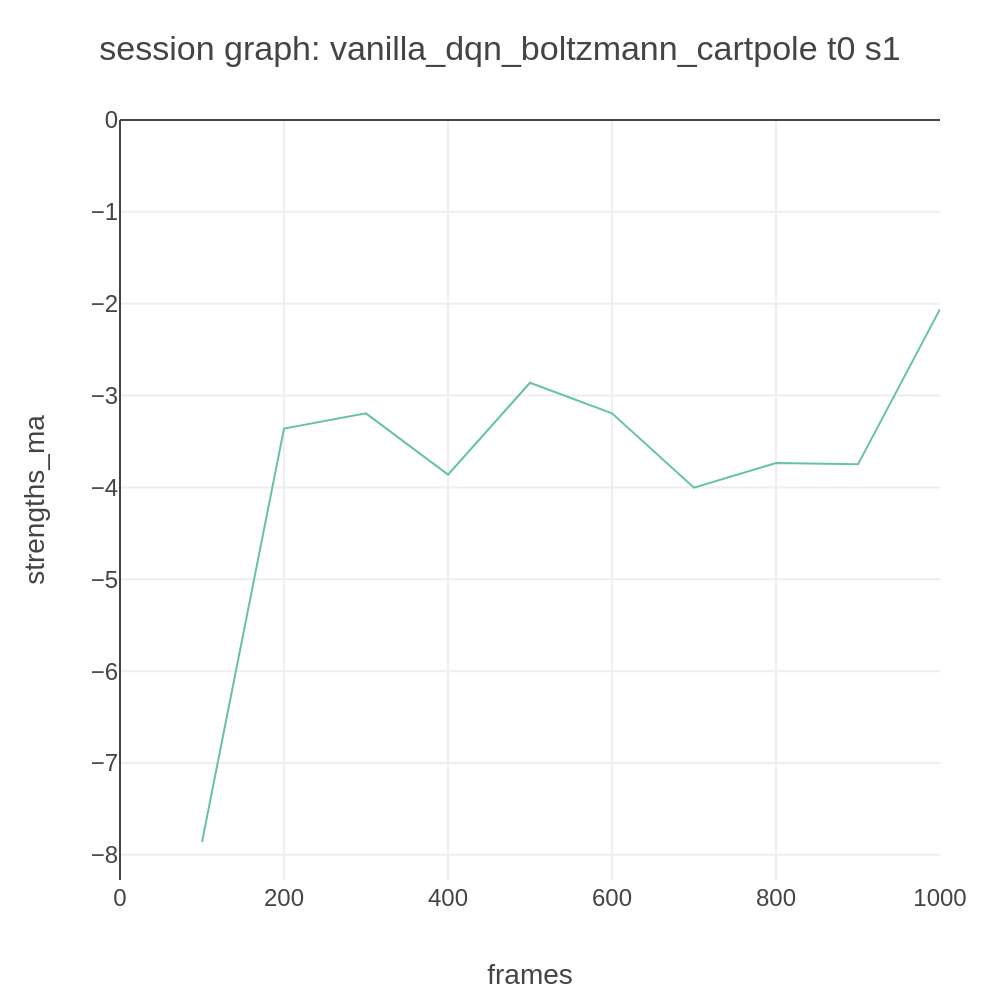 session graph: vanilla_dqn_boltzmann_cartpole t0 s1
0
−1
−2
−3
−4
−5
−6
−7
−8
strengths_ma
0 200 400 600 800 1000
frames